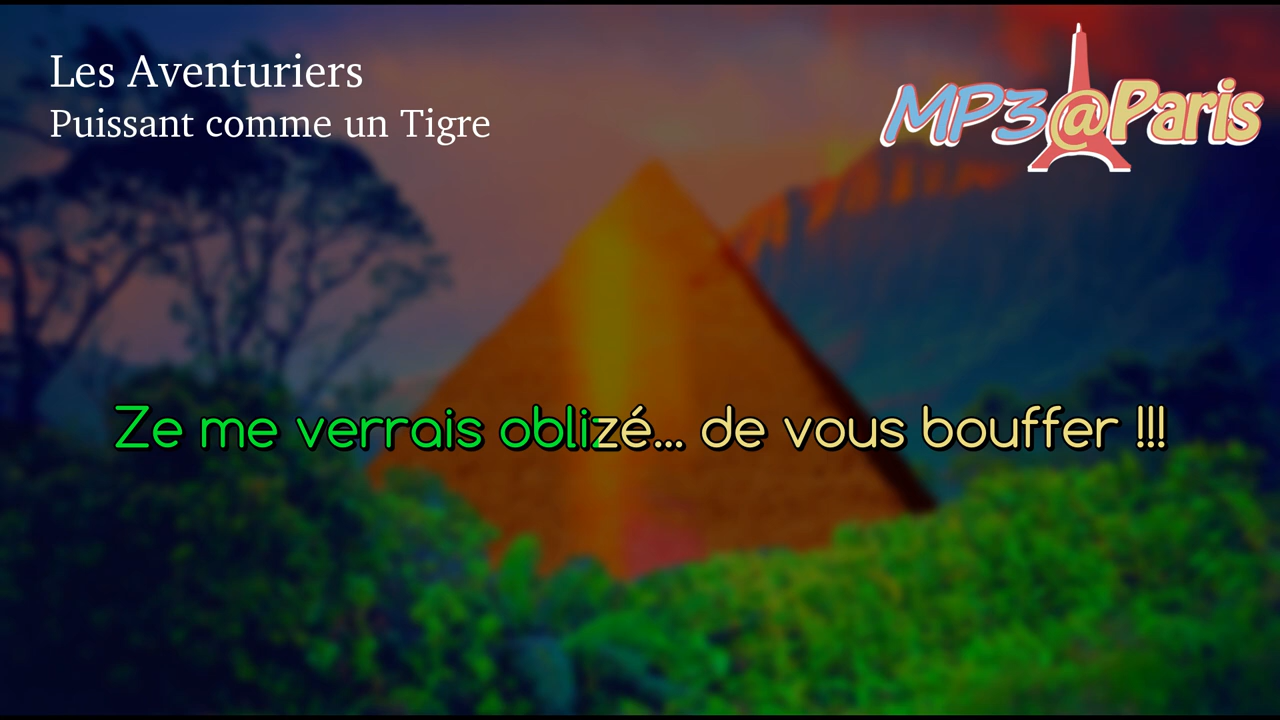 Les Aventuriers
Puissant comme un Tigre
MP3@Paris
Ze me verrais oblizé... de vous bouffer !!!